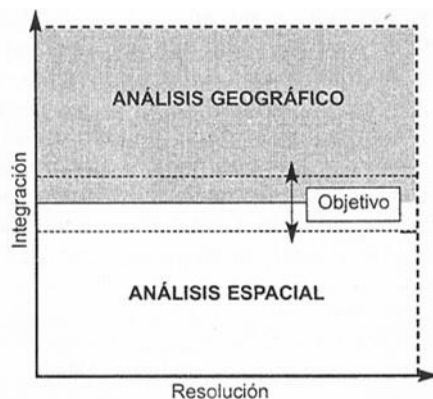 ANÁLISIS GEOGRÁFICO
Objetivo
Integración
ANÁLISIS ESPACIAL
Resolución